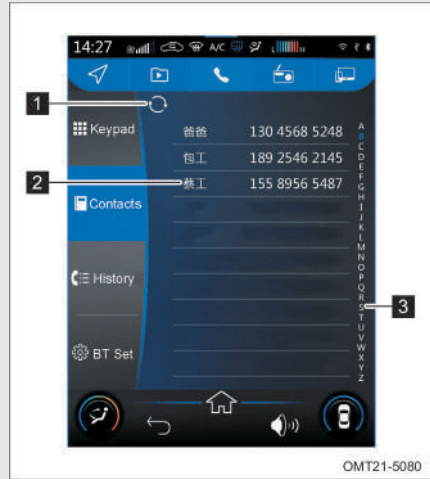 14:27 A/C
1
Keypad
爸爸 130 4568 5248
包工 189 2546 2145
2
蔡工 155 8956 5487
Contacts
History
BT Set
A
B
C
D
E
F
G
H
I
J
K
L
M
N
O
P
Q
R
S
T
U
V
W
X
Y
Z
3
OMT21-5080